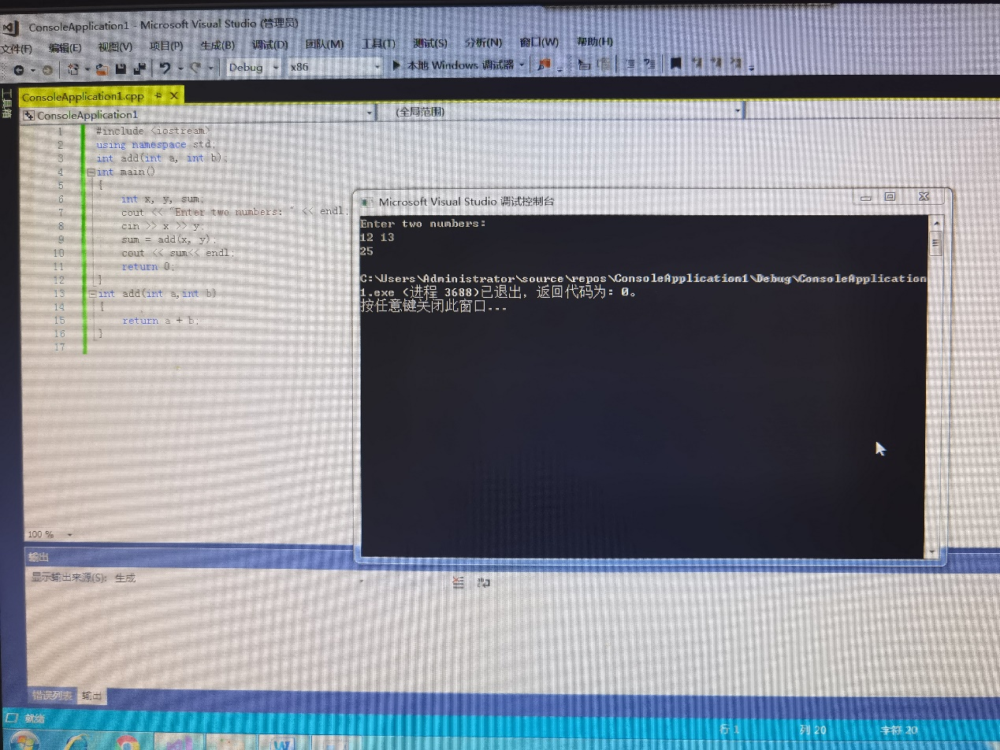 ConsoleApplication1 - Microsoft Visual Studio (管理员)
文件(F) 编辑(E) 视图(V) 项目(P) 生成(B) 调试(D) 团队(M) 工具(T) 测试(S) 分析(N) 窗口(W) 帮助(H)
Debug x86 本地 Windows 调试器
工具箱
ConsoleApplication1.cpp
ConsoleApplication1 (全局范围)
1 #include <iostream>
2 using namespace std;
3 int add(int a, int b);
4 int main()
5 {
6 int x, y, sum;
7 cout << "Enter two numbers: " << endl;
8 cin >> x >> y;
9 sum = add(x, y);
10 cout << sum<< endl;
11 return 0;
12 }
13 int add(int a,int b)
14 {
15 return a + b;
16 }
17
Microsoft Visual Studio 调试控制台
Enter two numbers:
12 13
25
C:\Users\Administrator\source\repos\ConsoleApplication1\Debug\ConsoleApplication
1.exe (进程 3688)已退出，返回代码为: 0。
按任意键关闭此窗口...
100 %
输出
显示输出来源(S): 生成
错误列表 输出
就绪 行 1 列 20 字符 20